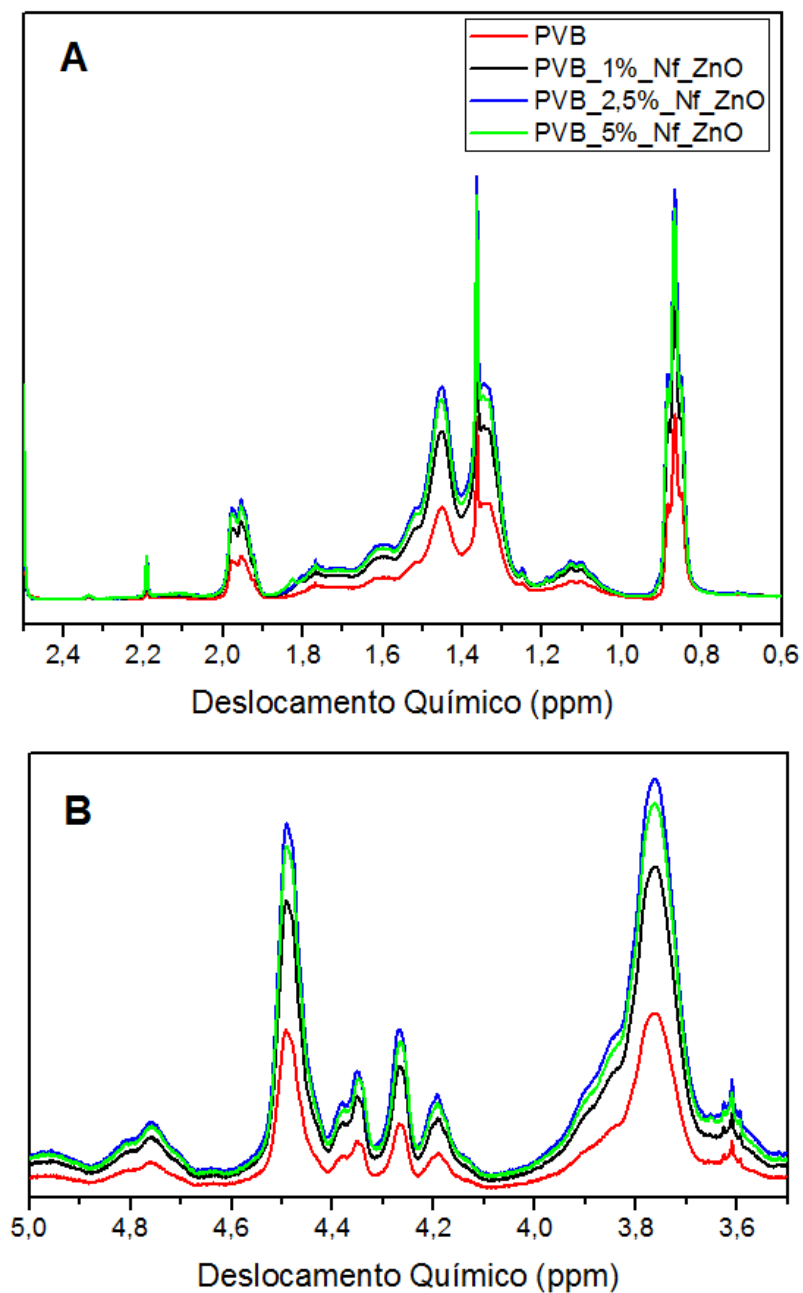 A
PVB
PVB_1%_Nf_ZnO
PVB_2,5%_Nf_ZnO
PVB_5%_Nf_ZnO
2,4 2,2 2,0 1,8 1,6 1,4 1,2 1,0 0,8 0,6
Deslocamento Químico (ppm)
B
5,0 4,8 4,6 4,4 4,2 4,0 3,8 3,6
Deslocamento Químico (ppm)